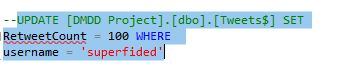 --UPDATE [DMDD Project].[dbo].[Tweets$] SET
RetweetCount = 100 WHERE
username = 'superfided'